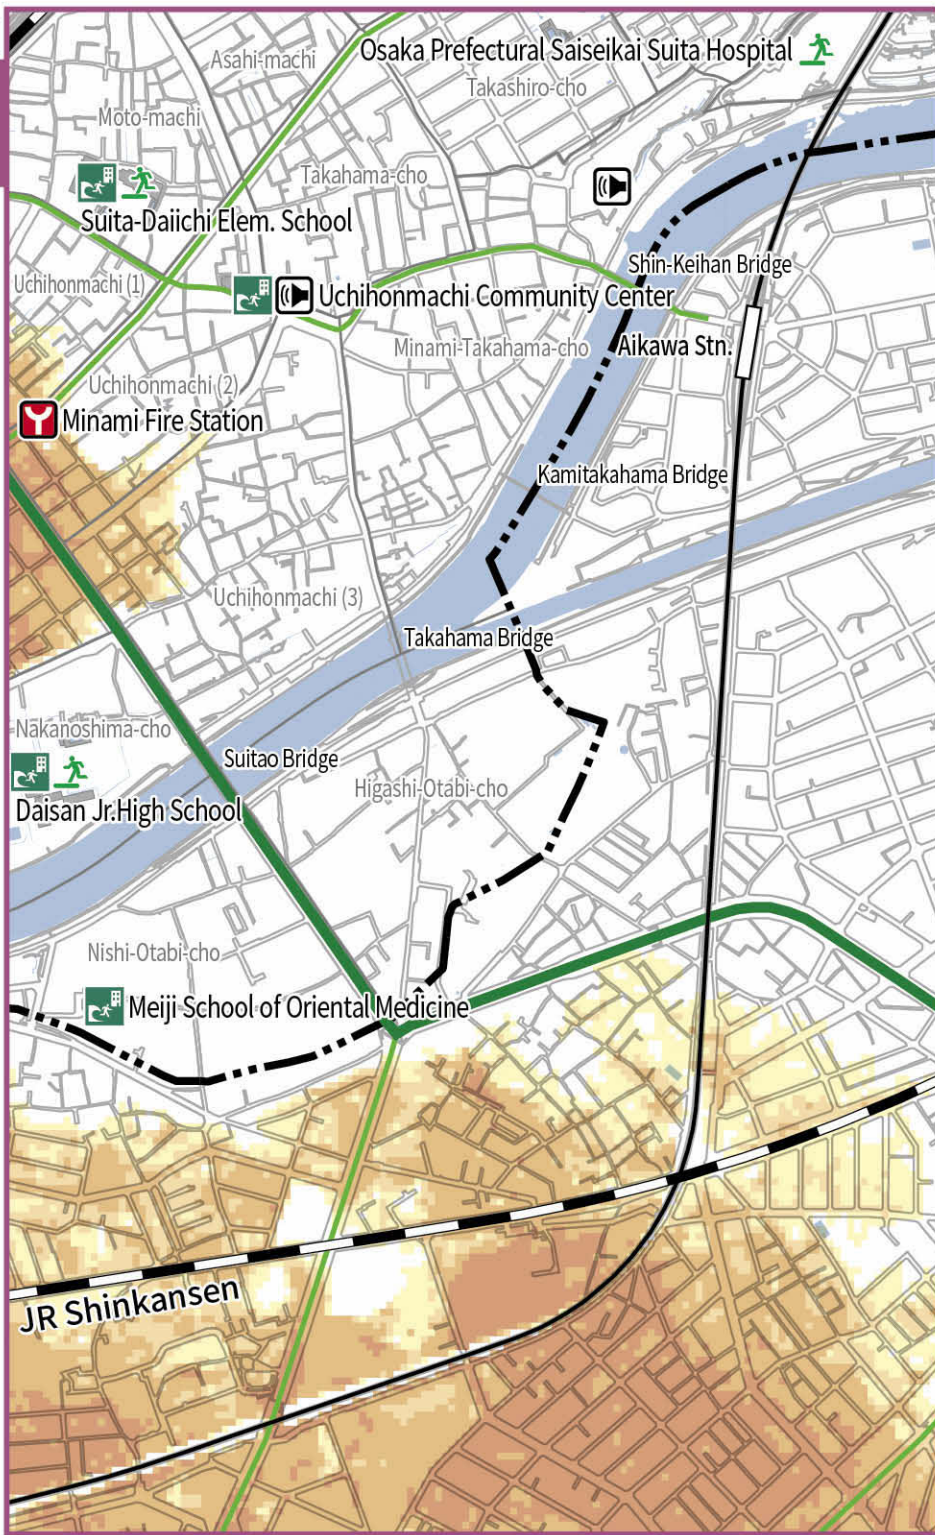 Osaka Prefectural Saiseikai Suita Hospital
Asahi-machi
Takashiro-cho
Moto-machi
Takahama-cho
Suita-Daiichi Elem. School
Shin-Keihan Bridge
Uchihonmachi (1)
Uchihonmachi Community Center
Minami-Takahama-cho
Aikawa Stn.
Uchihonmachi (2)
Minami Fire Station
Kamitakahama Bridge
Uchihonmachi (3)
Takahama Bridge
Nakanoshima-cho
Suitao Bridge
Higashi-Otabi-cho
Daisan Jr.High School
Nishi-Otabi-cho
Meiji School of Oriental Medicine
JR Shinkansen